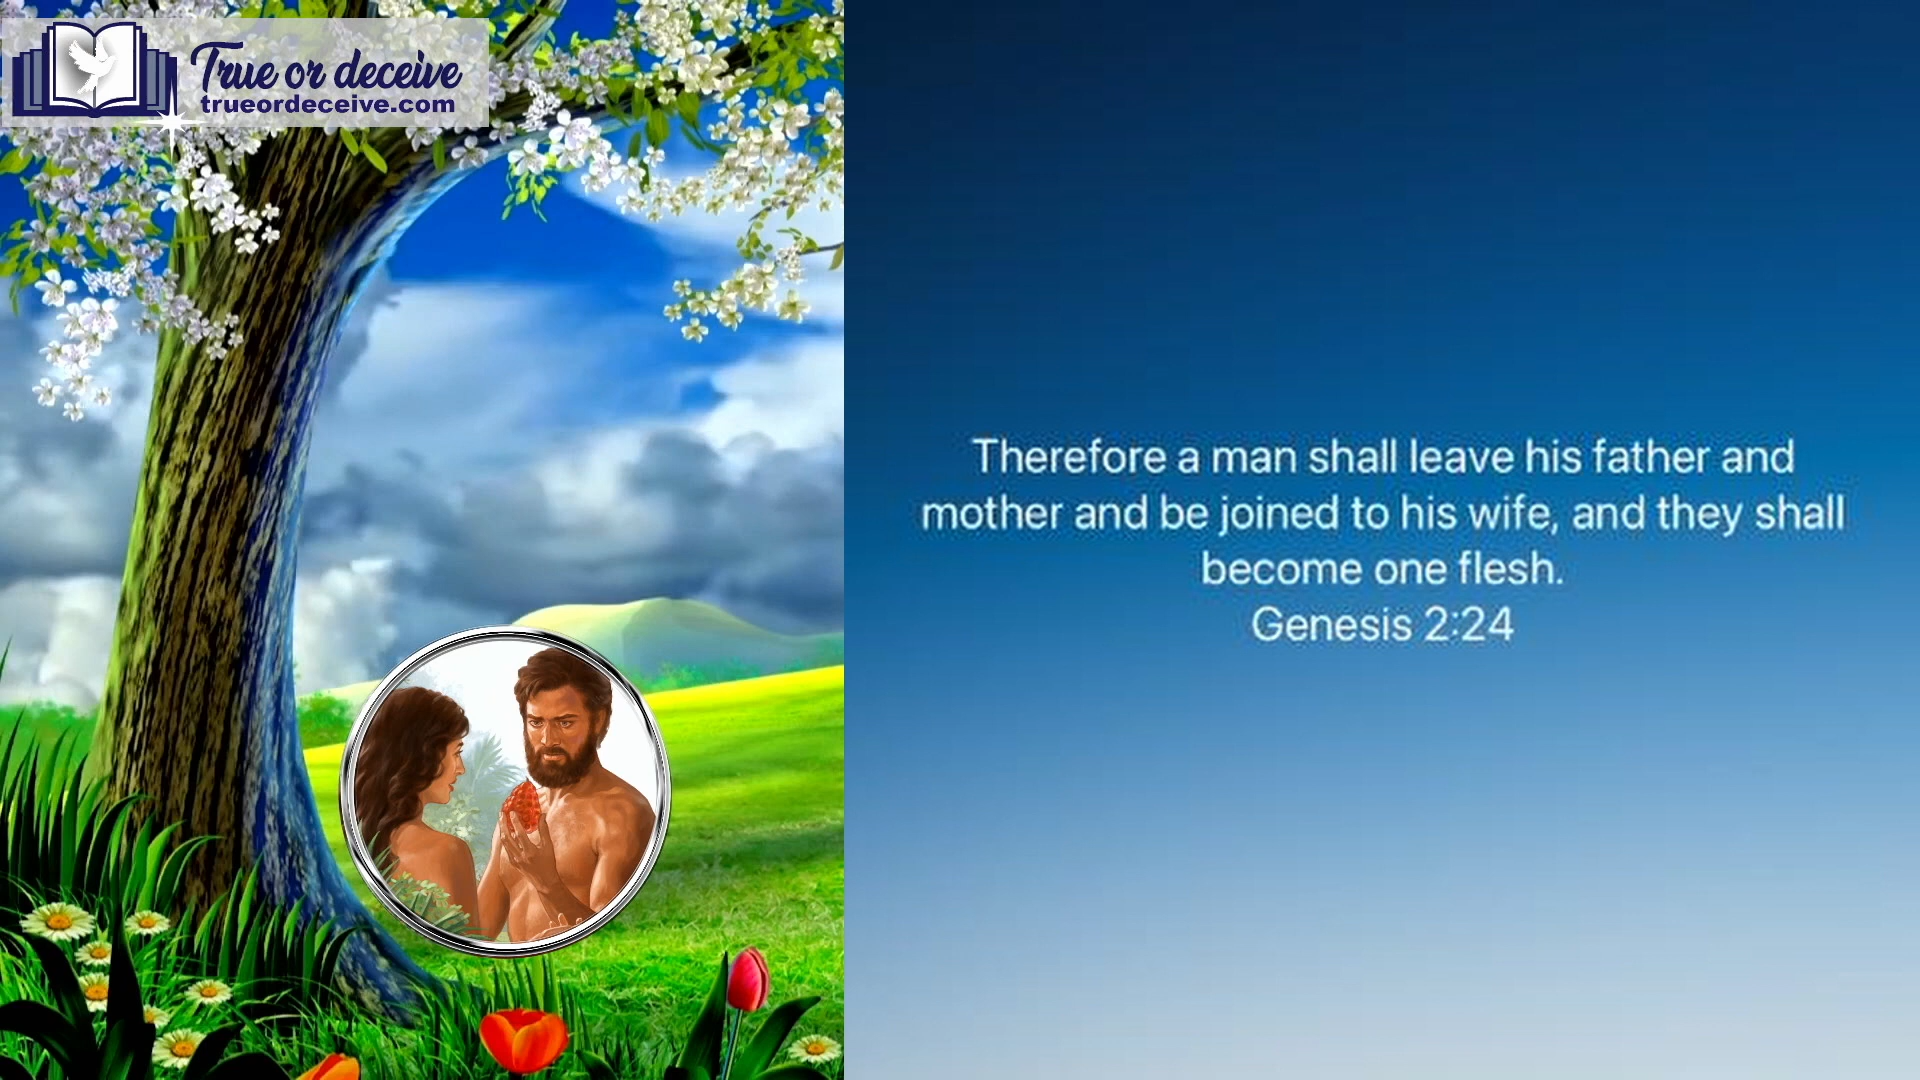 True or deceive
trueordeceive.com
Therefore a man shall leave his father and
mother and be joined to his wife, and they shall
become one flesh.
Genesis 2:24